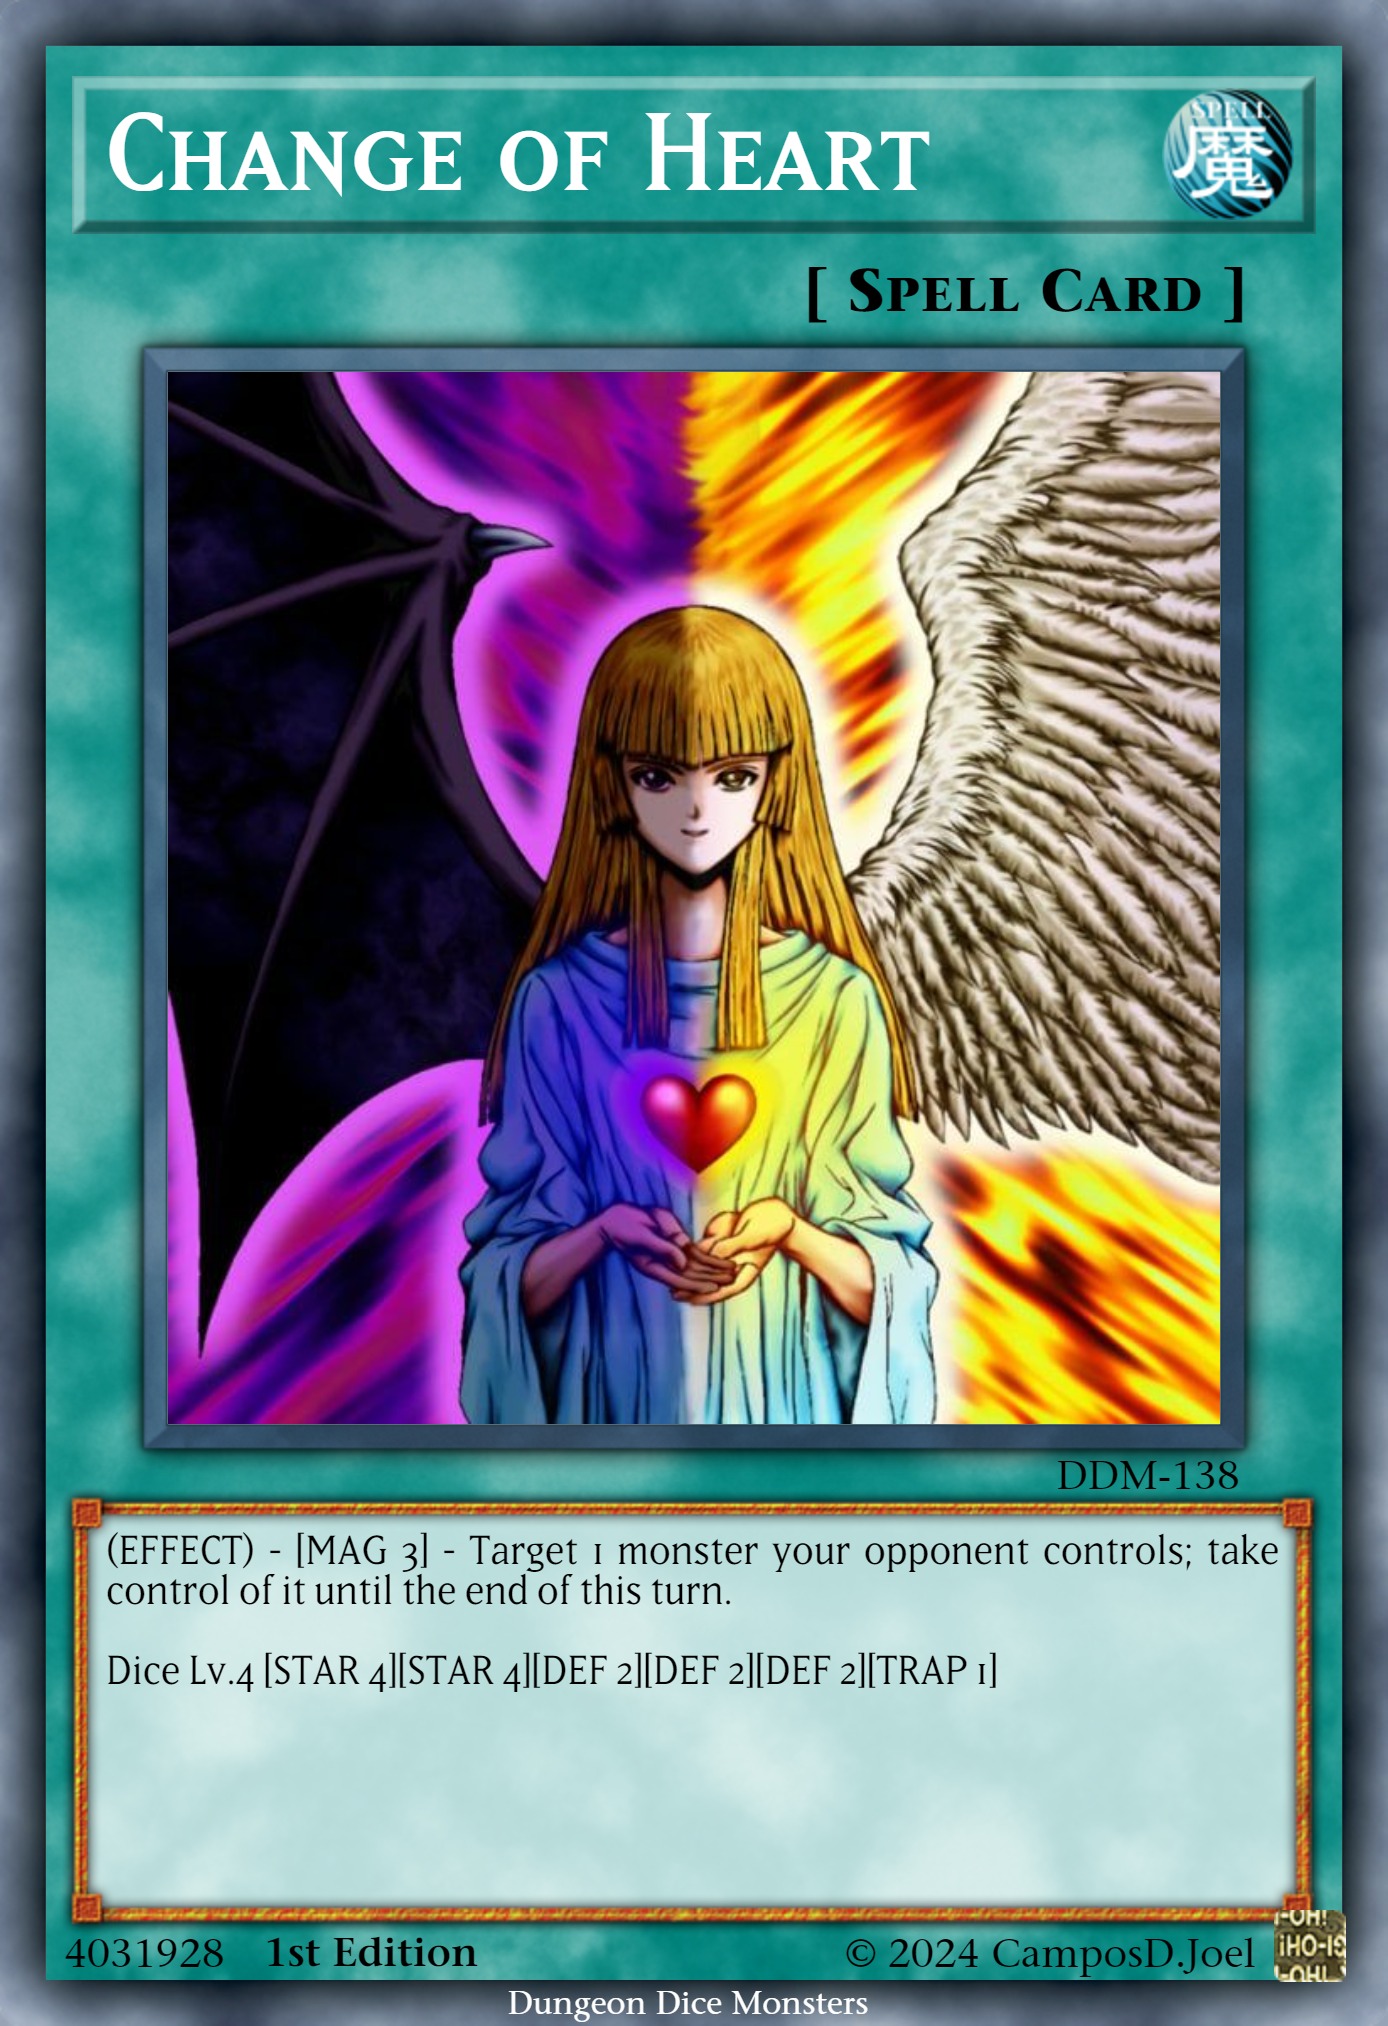 Change of Heart
SPELL
魔
[ Spell Card ]
DDM-138
(EFFECT) - [MAG 3] - Target 1 monster your opponent controls; take
control of it until the end of this turn.
Dice Lv.4 [STAR 4][STAR 4][DEF 2][DEF 2][DEF 2][TRAP 1]
4031928 1st Edition
© 2024 CamposD.Joel
Dungeon Dice Monsters